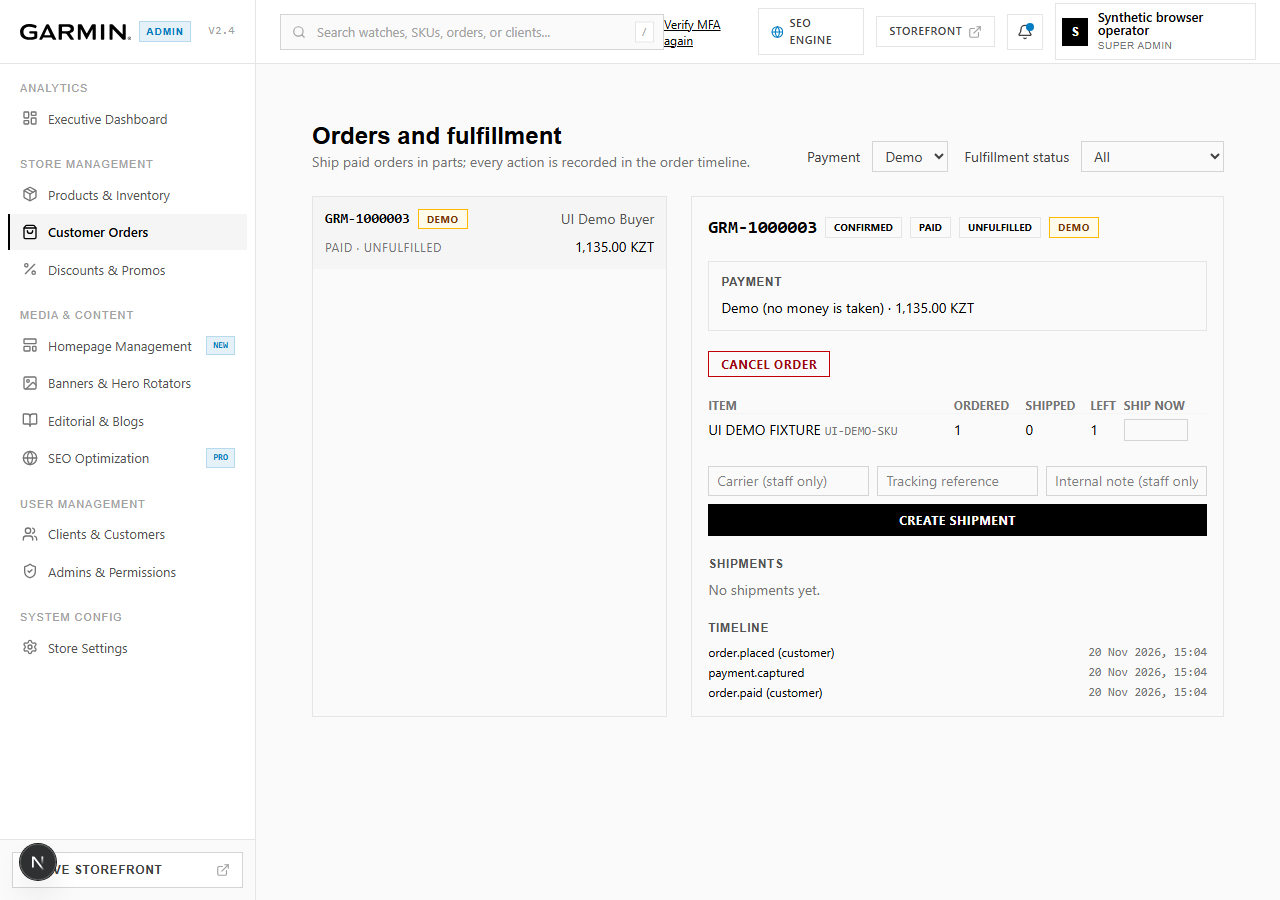 GARMIN. ADMIN V2.4
Search watches, SKUs, orders, or clients... /
Verify MFA again
SEO ENGINE
STOREFRONT
S
Synthetic browser operator
SUPER ADMIN
ANALYTICS
Executive Dashboard
STORE MANAGEMENT
Products & Inventory
Customer Orders
Discounts & Promos
MEDIA & CONTENT
Homepage Management NEW
Banners & Hero Rotators
Editorial & Blogs
SEO Optimization PRO
USER MANAGEMENT
Clients & Customers
Admins & Permissions
SYSTEM CONFIG
Store Settings
N
VE STOREFRONT
Orders and fulfillment
Ship paid orders in parts; every action is recorded in the order timeline.
Payment Demo Fulfillment status All
GRM-1000003 DEMO UI Demo Buyer
PAID · UNFULFILLED 1,135.00 KZT
GRM-1000003 CONFIRMED PAID UNFULFILLED DEMO
PAYMENT
Demo (no money is taken) · 1,135.00 KZT
CANCEL ORDER
ITEM ORDERED SHIPPED LEFT SHIP NOW
UI DEMO FIXTURE UI-DEMO-SKU 1 0 1
Carrier (staff only) Tracking reference Internal note (staff only
CREATE SHIPMENT
SHIPMENTS
No shipments yet.
TIMELINE
order.placed (customer) 20 Nov 2026, 15:04
payment.captured 20 Nov 2026, 15:04
order.paid (customer) 20 Nov 2026, 15:04